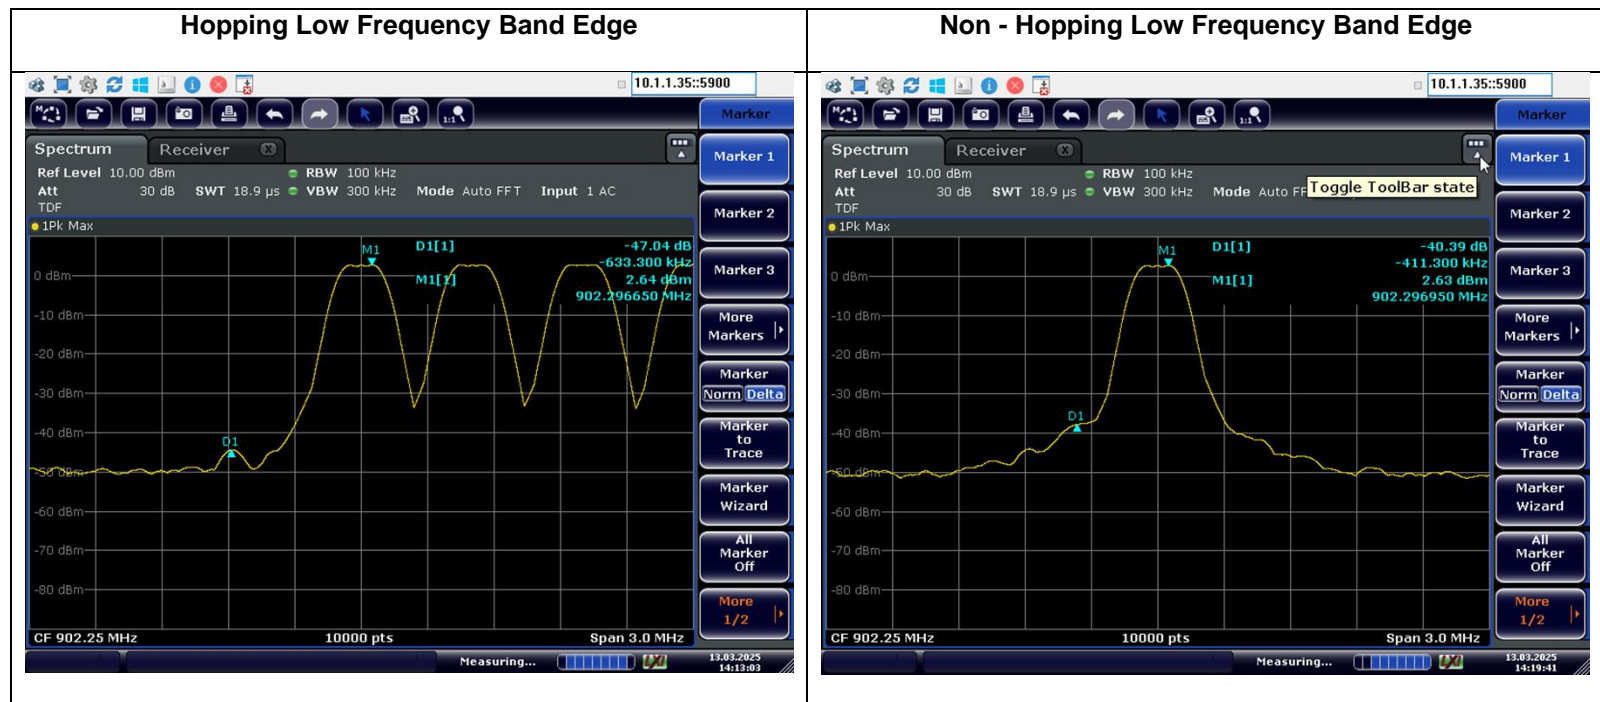 Hopping Low Frequency Band Edge
10.1.1.35::5900
Marker
Spectrum
Receiver
Ref Level 10.00 dBm
RBW 100 kHz
Att 30 dB SWT 18.9 µs VBW 300 kHz Mode Auto FFT Input 1 AC
TDF
1Pk Max
M1
D1[1] -47.04 dB
-633.300 kHz
M1[1] 2.64 dBm
902.296650 MHz
0 dBm
-10 dBm
-20 dBm
-30 dBm
-40 dBm
D1
-50 dBm
-60 dBm
-70 dBm
-80 dBm
CF 902.25 MHz 10000 pts Span 3.0 MHz
Measuring...
LXI
13.03.2025
14:13:03
Marker 1
Marker 2
Marker 3
More
Markers
Marker
Norm Delta
Marker
to
Trace
Marker
Wizard
All
Marker
Off
More
1/2
Non - Hopping Low Frequency Band Edge
10.1.1.35::5900
Marker
Spectrum
Receiver
Ref Level 10.00 dBm
RBW 100 kHz
Att 30 dB SWT 18.9 µs VBW 300 kHz Mode Auto FF
Toggle ToolBar state
TDF
1Pk Max
M1
D1[1] -40.39 dB
-411.300 kHz
M1[1] 2.63 dBm
902.296950 MHz
0 dBm
-10 dBm
-20 dBm
-30 dBm
D1
-40 dBm
-50 dBm
-60 dBm
-70 dBm
-80 dBm
CF 902.25 MHz 10000 pts Span 3.0 MHz
Measuring...
LXI
13.03.2025
14:19:41
Marker 1
Marker 2
Marker 3
More
Markers
Marker
Norm Delta
Marker
to
Trace
Marker
Wizard
All
Marker
Off
More
1/2